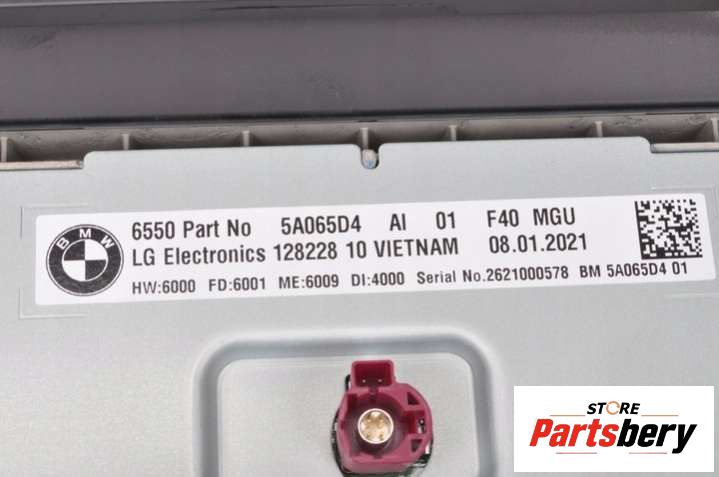 BMW
6550 Part No 5A065D4 AI 01 F40 MGU
LG Electronics 128228 10 VIETNAM 08.01.2021
HW:6000 FD:6001 ME:6009 DI:4000 Serial No.2621000578 BM 5A065D4 01
STORE
Partsbery